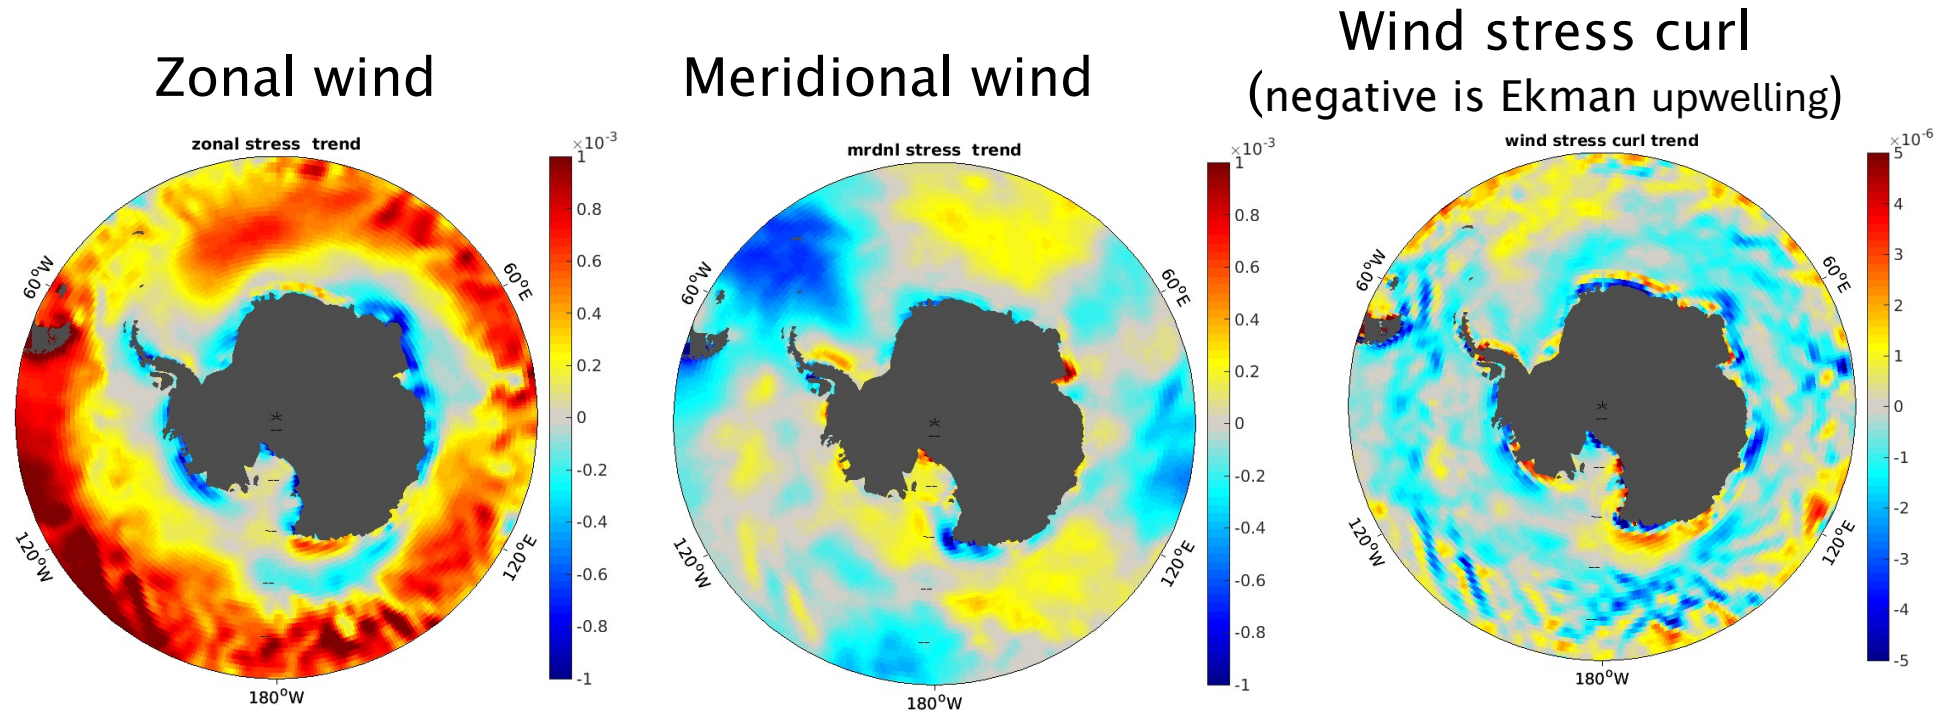 Zonal wind
zonal stress  trend
×10-3
1
0.8
0.6
0.4
0.2
0
-0.2
-0.4
-0.6
-0.8
-1
60°W
60°E
120°W
120°E
180°W
Meridional wind
mrdnl stress  trend
×10-3
1
0.8
0.6
0.4
0.2
0
-0.2
-0.4
-0.6
-0.8
-1
60°W
60°E
120°W
120°E
180°W
Wind stress curl
(negative is Ekman upwelling)
wind stress curl trend
×10-6
5
4
3
2
1
0
-1
-2
-3
-4
-5
60°W
60°E
120°W
120°E
180°W